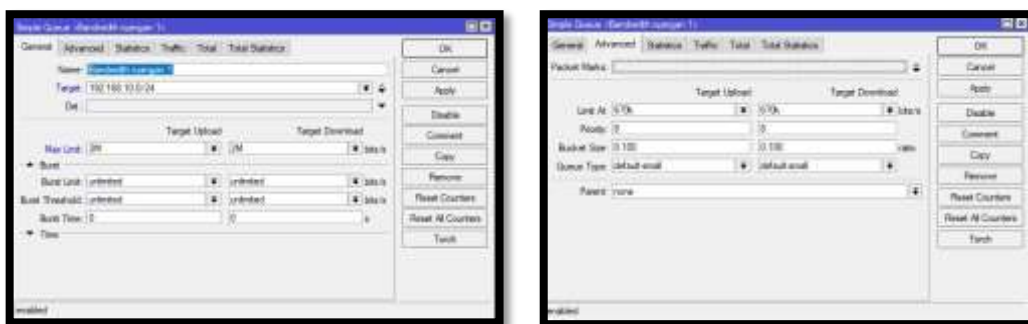 Simple Queue <Bandwidth ruangan 1>
General Advanced Statistics Traffic Total Total Statistics
Name: Bandwidth ruangan 1
Target: 192.168.10.0/24
Dst:
Target Upload Target Download
Max Limit: 2M 2M bits/s
Burst
Burst Limit: unlimited unlimited bits/s
Burst Threshold: unlimited unlimited bits/s
Burst Time: 0 0 s
Time
OK
Cancel
Apply
Disable
Comment
Copy
Remove
Reset Counters
Reset All Counters
Torch
enabled
Simple Queue <Bandwidth ruangan 1>
General Advanced Statistics Traffic Total Total Statistics
Packet Marks:
Target Upload Target Download
Limit At: 670k 670k bits/s
Priority: 8 8
Bucket Size: 0.100 0.100 ratio
Queue Type: default-small default-small
Parent: none
OK
Cancel
Apply
Disable
Comment
Copy
Remove
Reset Counters
Reset All Counters
Torch
enabled